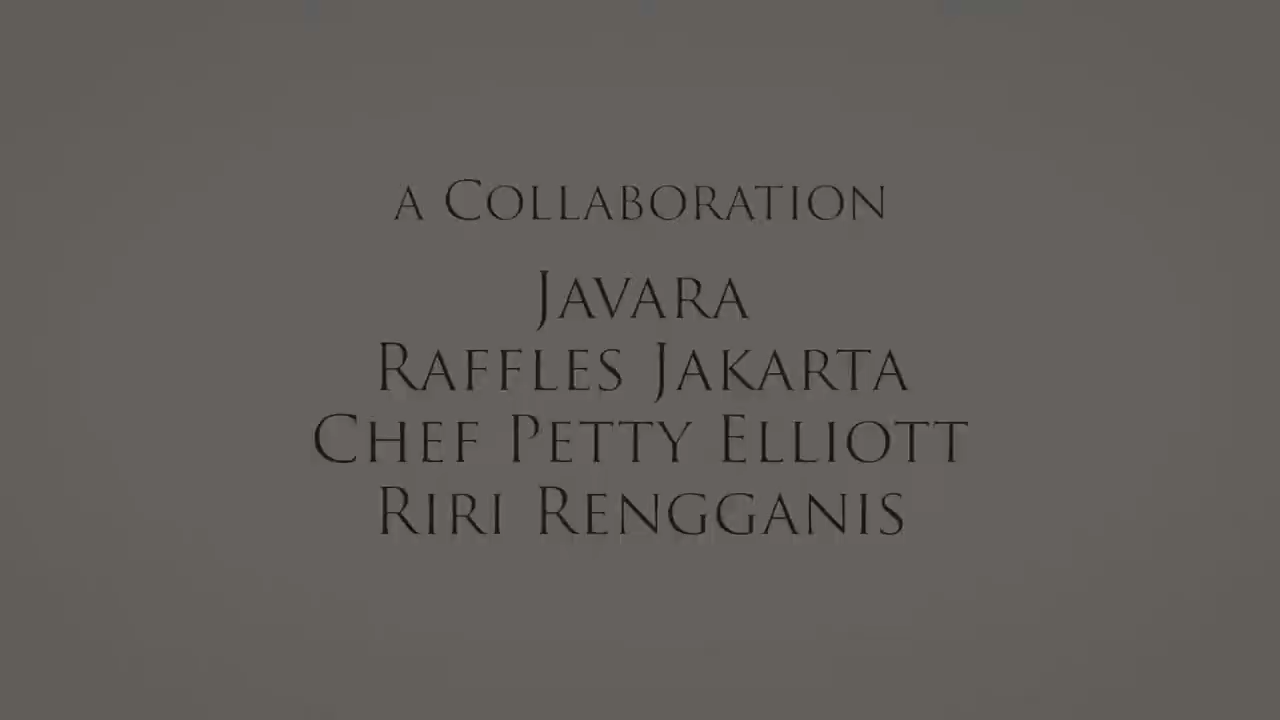 a Collaboration
Javara
Raffles Jakarta
Chef Petty Elliott
Riri Rengganis